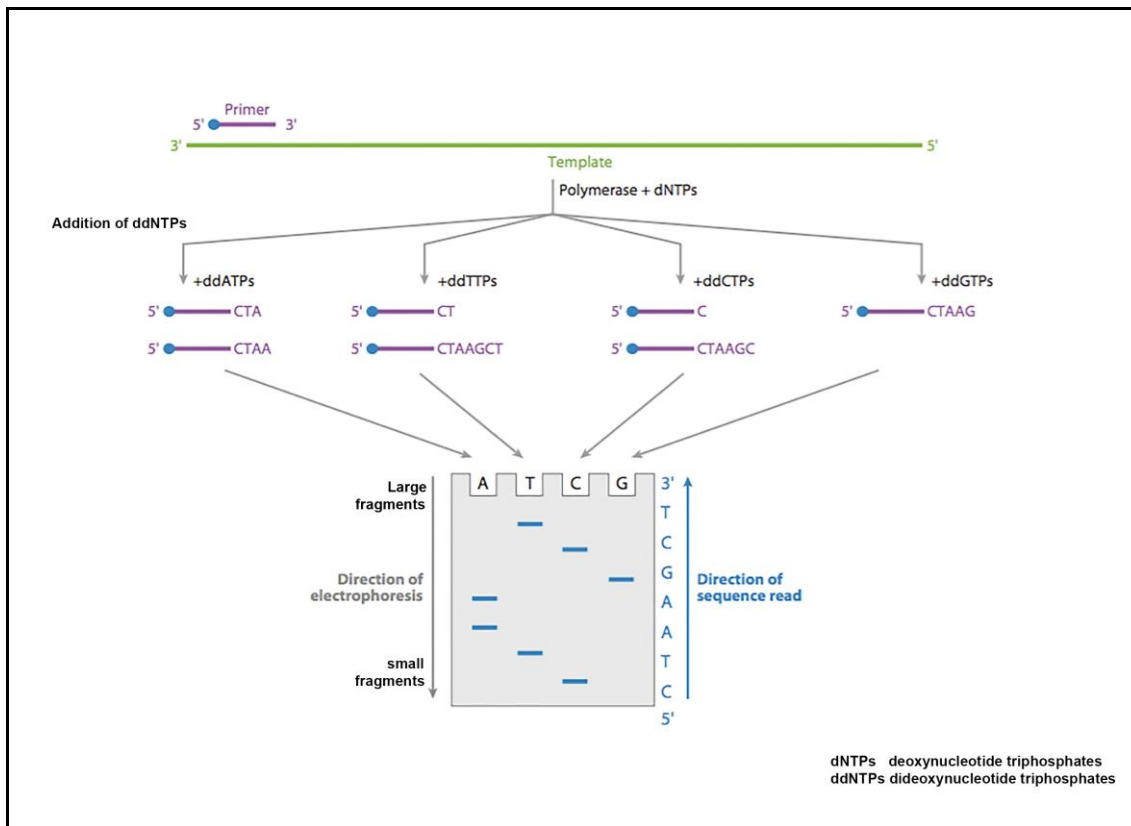 Primer
5' 3'
3' 5'
Template
Polymerase + dNTPs
Addition of ddNTPs
+ddATPs +ddTTPs +ddCTPs +ddGTPs
5' CTA 5' CT 5' C 5' CTAAG
5' CTAA 5' CTAAGCT 5' CTAAGC
Large
fragments
A T C G
3'
T
C
G
A
A
T
C
5'
Direction of
electrophoresis
Direction of
sequence read
small
fragments
dNTPs deoxynucleotide triphosphates
ddNTPs dideoxynucleotide triphosphates